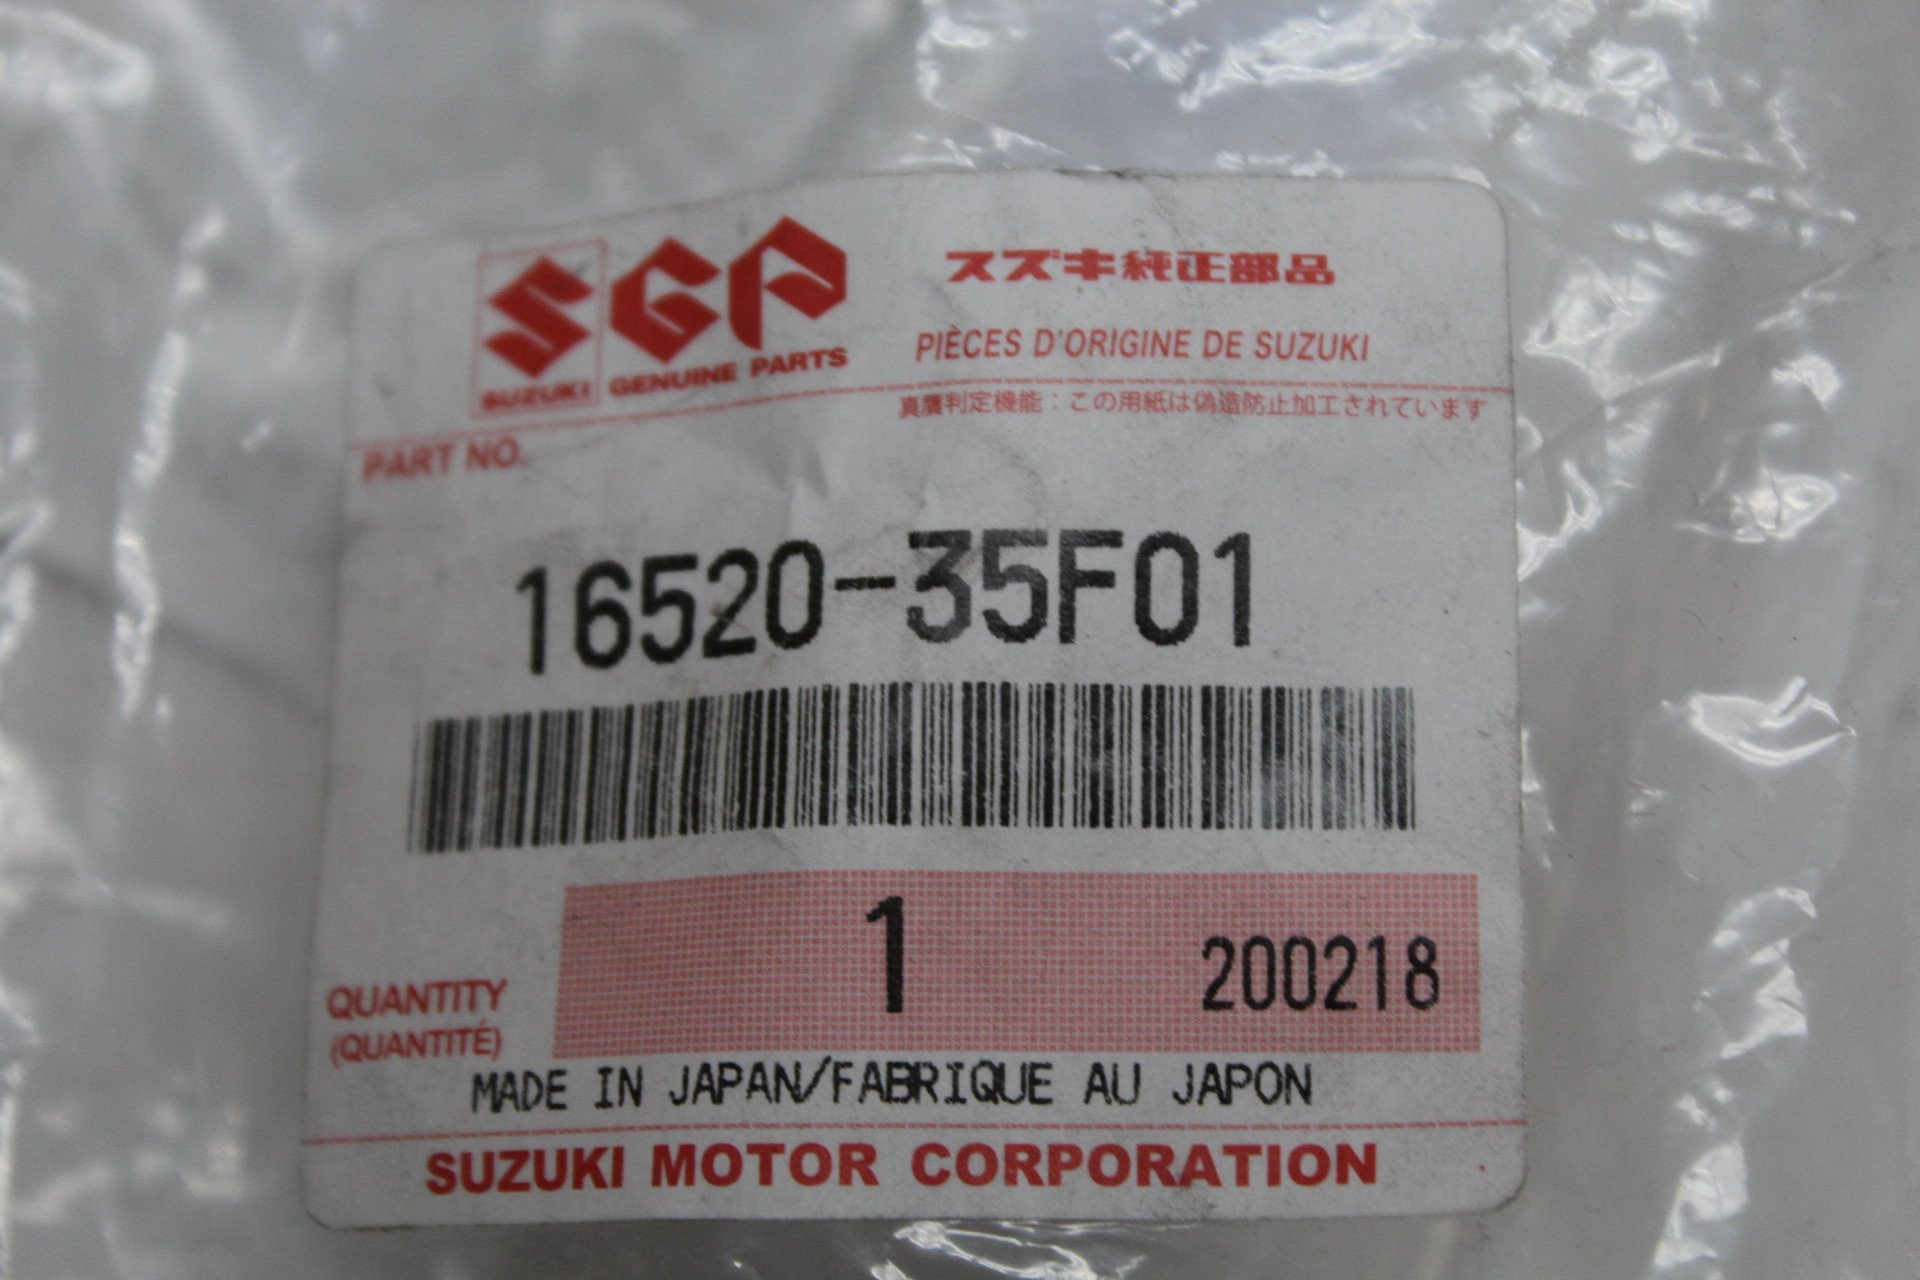 SUZUKI
SGP
GENUINE PARTS
スズキ純正部品
PIÈCES D'ORIGINE DE SUZUKI
真贋判定機能:この用紙は偽造防止加工されています
PART NO.
16520-35F01
1
200218
QUANTITY
(QUANTITÉ)
MADE IN JAPAN/FABRIQUE AU JAPON
SUZUKI MOTOR CORPORATION